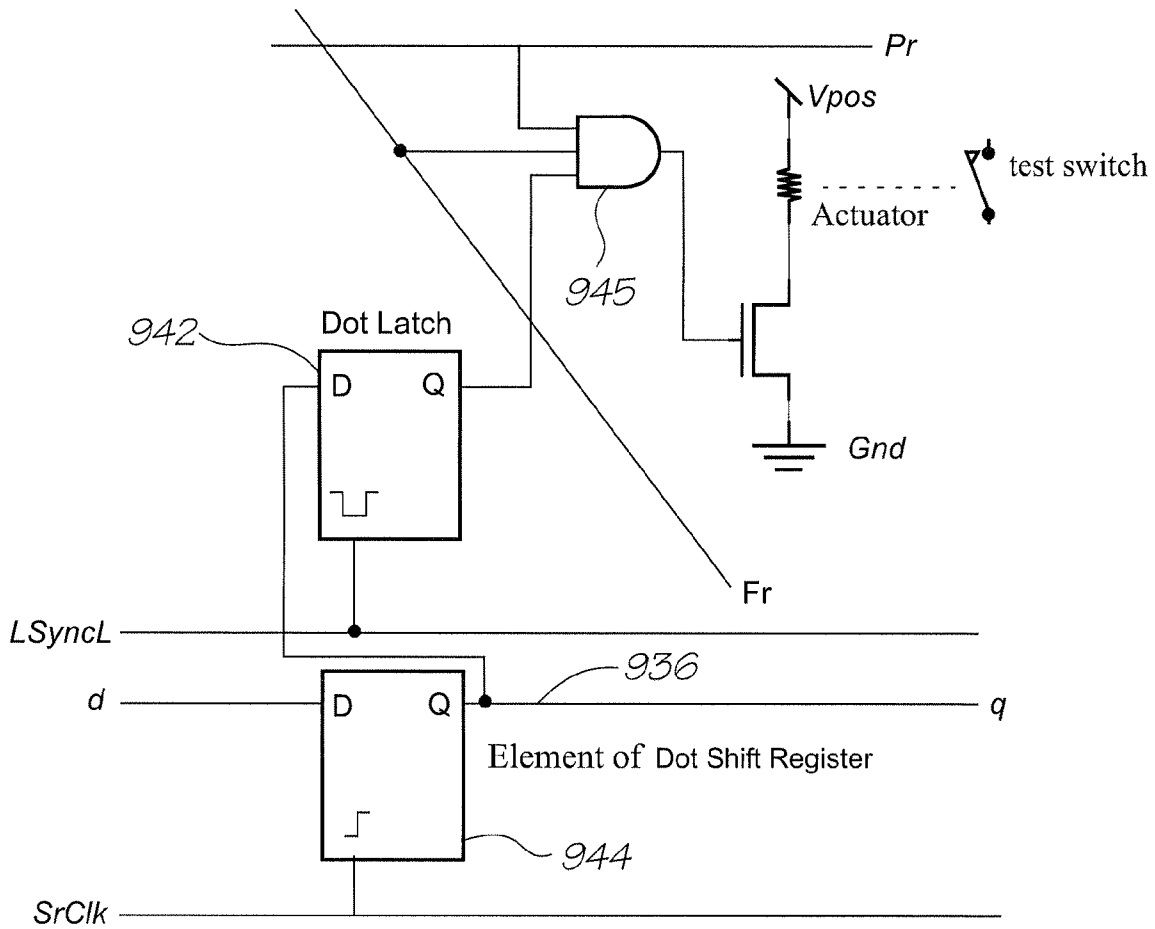 Pr
Vpos
test switch
Actuator
945
Dot Latch
942
D Q
Gnd
Fr
LSyncL
936
d
D Q
q
Element of Dot Shift Register
944
SrClk